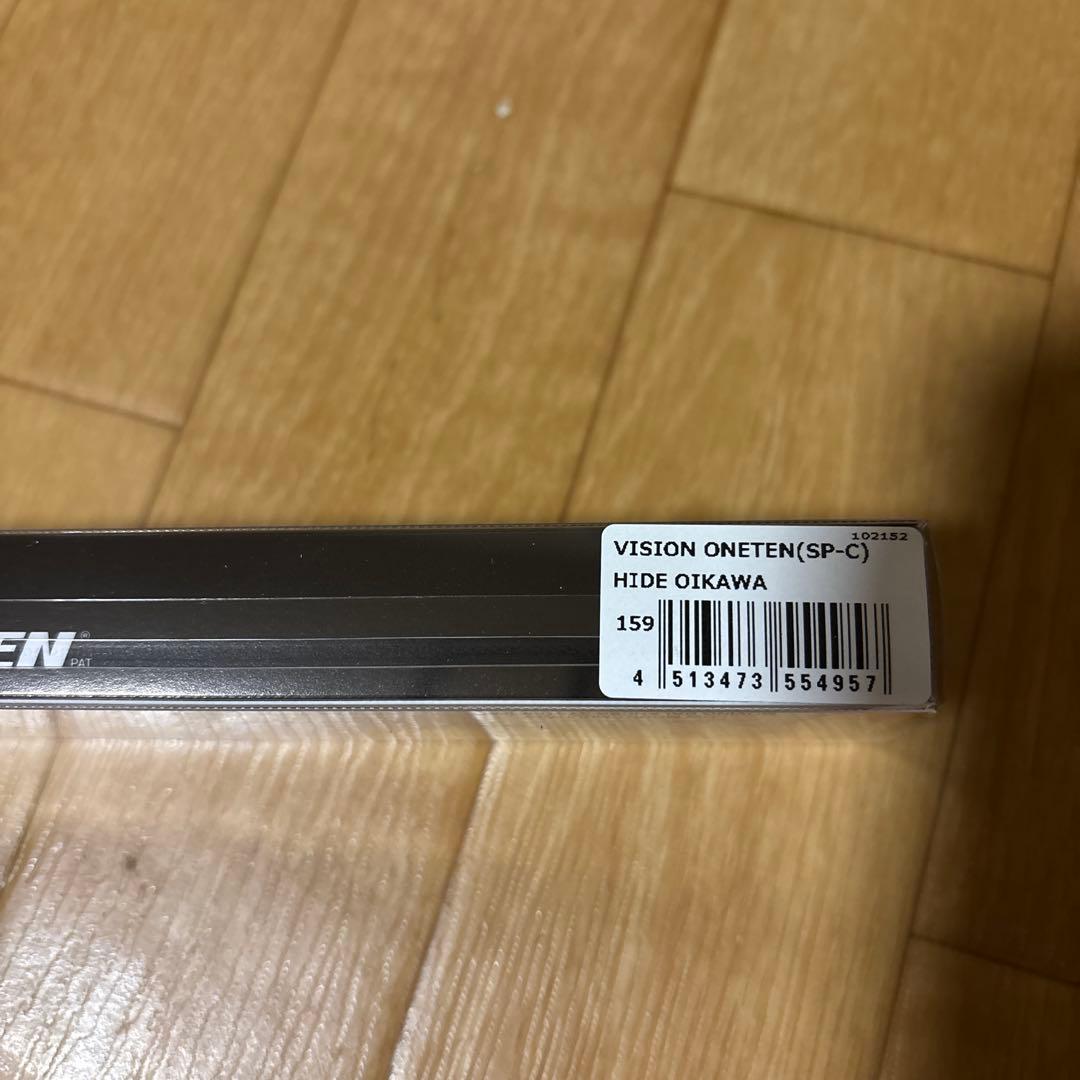 102152
VISION ONETEN(SP-C)
HIDE OIKAWA
159
4 513473 554957
EN®
PAT